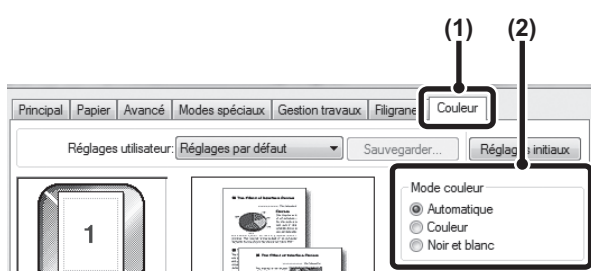 (1) (2)
Principal Papier Avancé Modes spéciaux Gestion travaux Filigrane Couleur
Réglages utilisateur: Réglages par défaut Sauvegarder... Réglages initiaux
Mode couleur
1
Automatique
Couleur
Noir et blanc